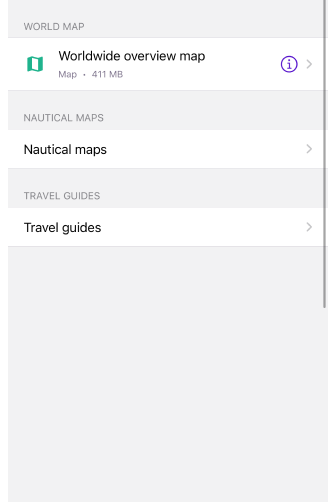 WORLD MAP
Worldwide overview map
Map • 411 MB
NAUTICAL MAPS
Nautical maps
TRAVEL GUIDES
Travel guides